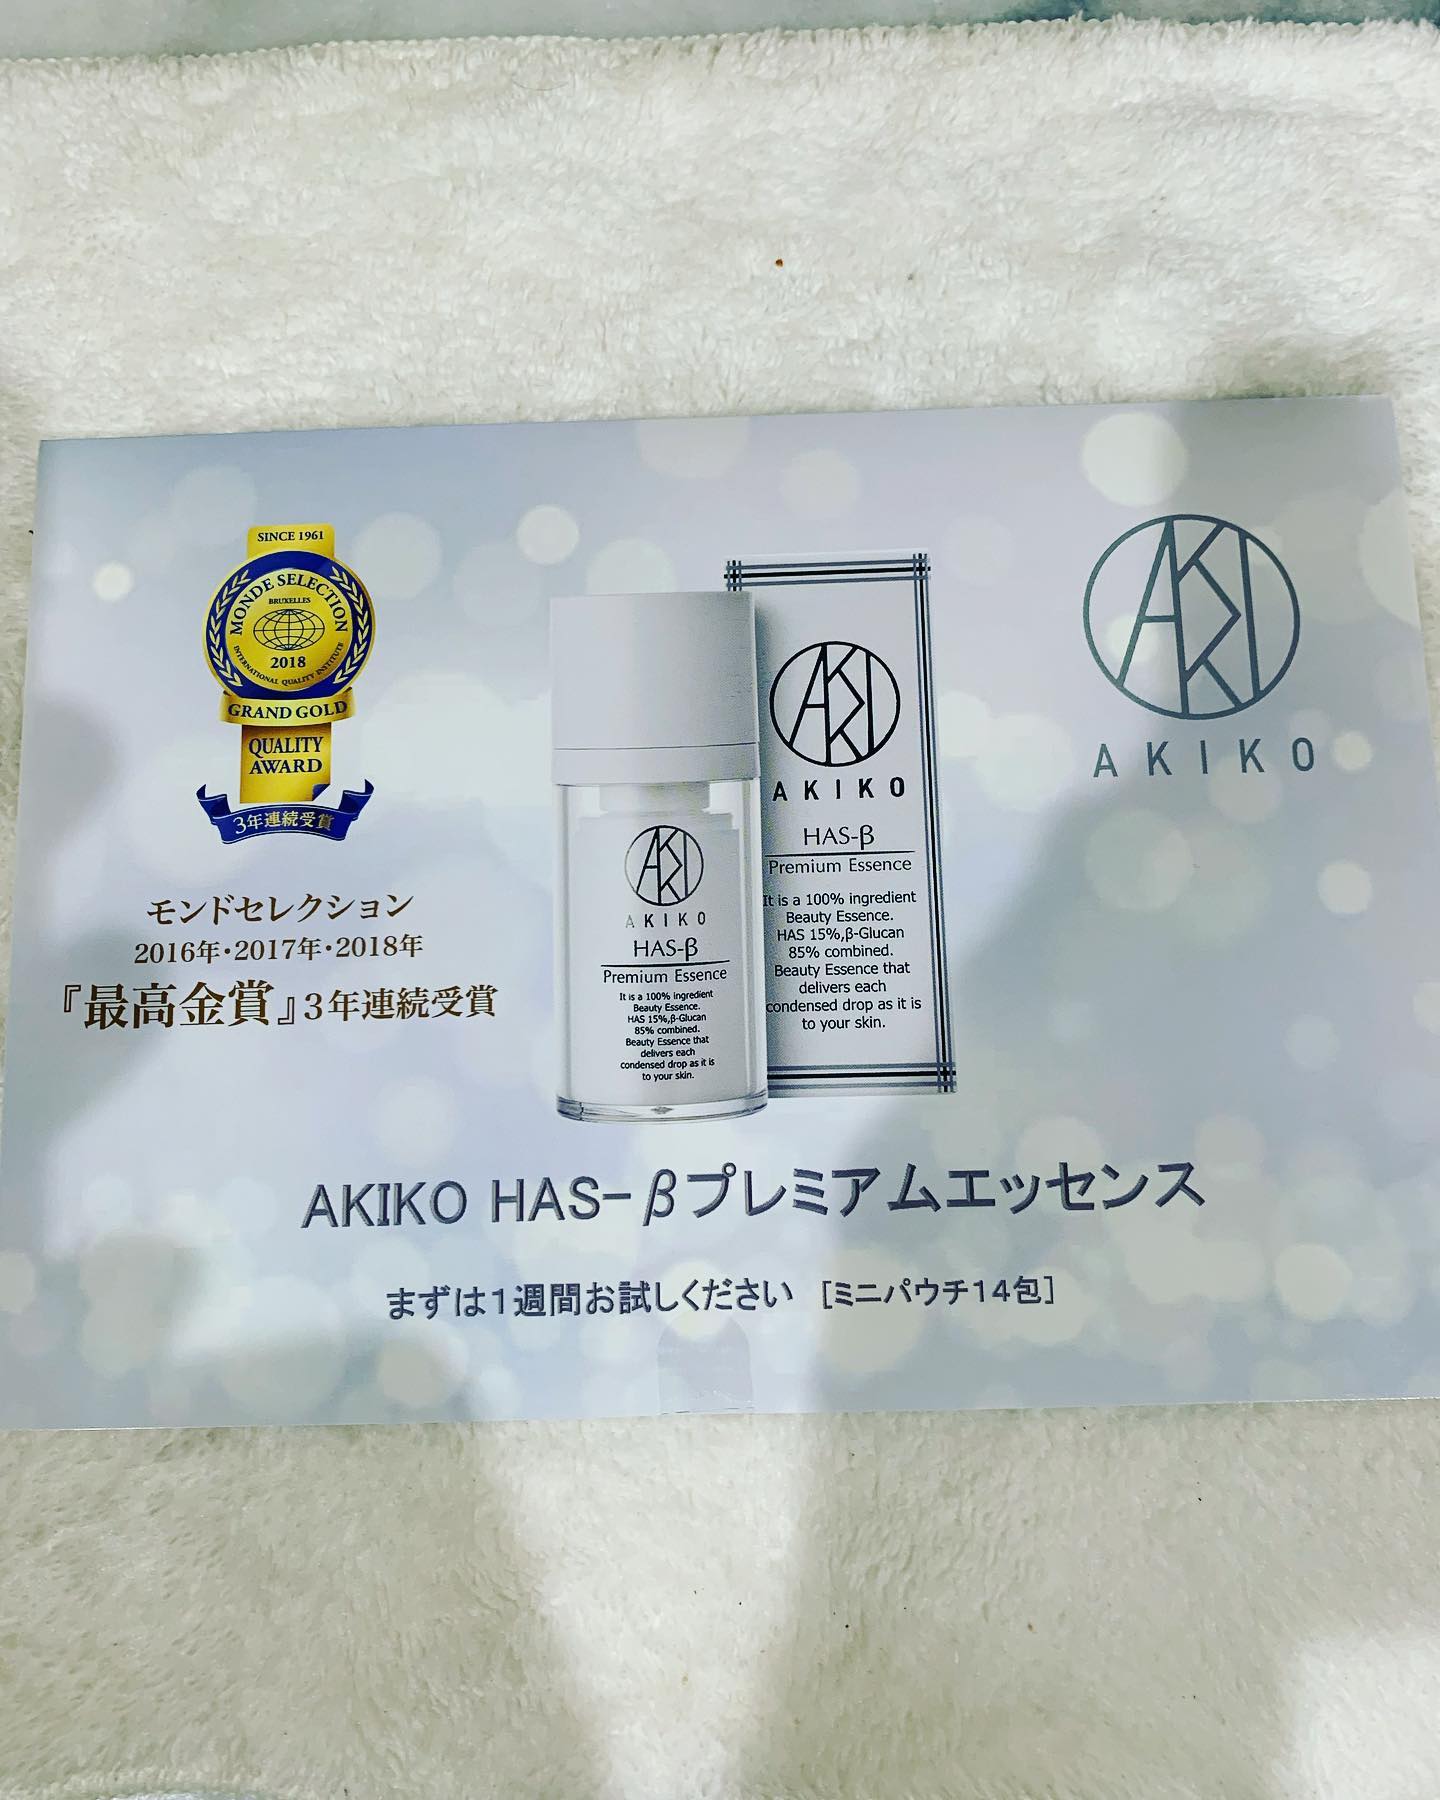 SINCE 1961
MONDE SELECTION
BRUXELLES
2018
INTERNATIONAL QUALITY INSTITUTE
GRAND GOLD
QUALITY
AWARD
3年連続受賞
モンドセレクション
2016年・2017年・2018年
『最高金賞』3年連続受賞
AKIKO
HAS-β
Premium Essence
It is a 100% ingredient
Beauty Essence.
HAS 15%,β-Glucan
85% combined.
Beauty Essence that
delivers each
condensed drop as it is
to your skin.
AKIKO
HAS-β
Premium Essence
It is a 100% ingredient
Beauty Essence.
HAS 15%,β-Glucan
85% combined.
Beauty Essence that
delivers each
condensed drop as it is
to your skin.
AKIKO
AKIKO HAS-βプレミアムエッセンス
まずは1週間お試しください [ミニパウチ14包]